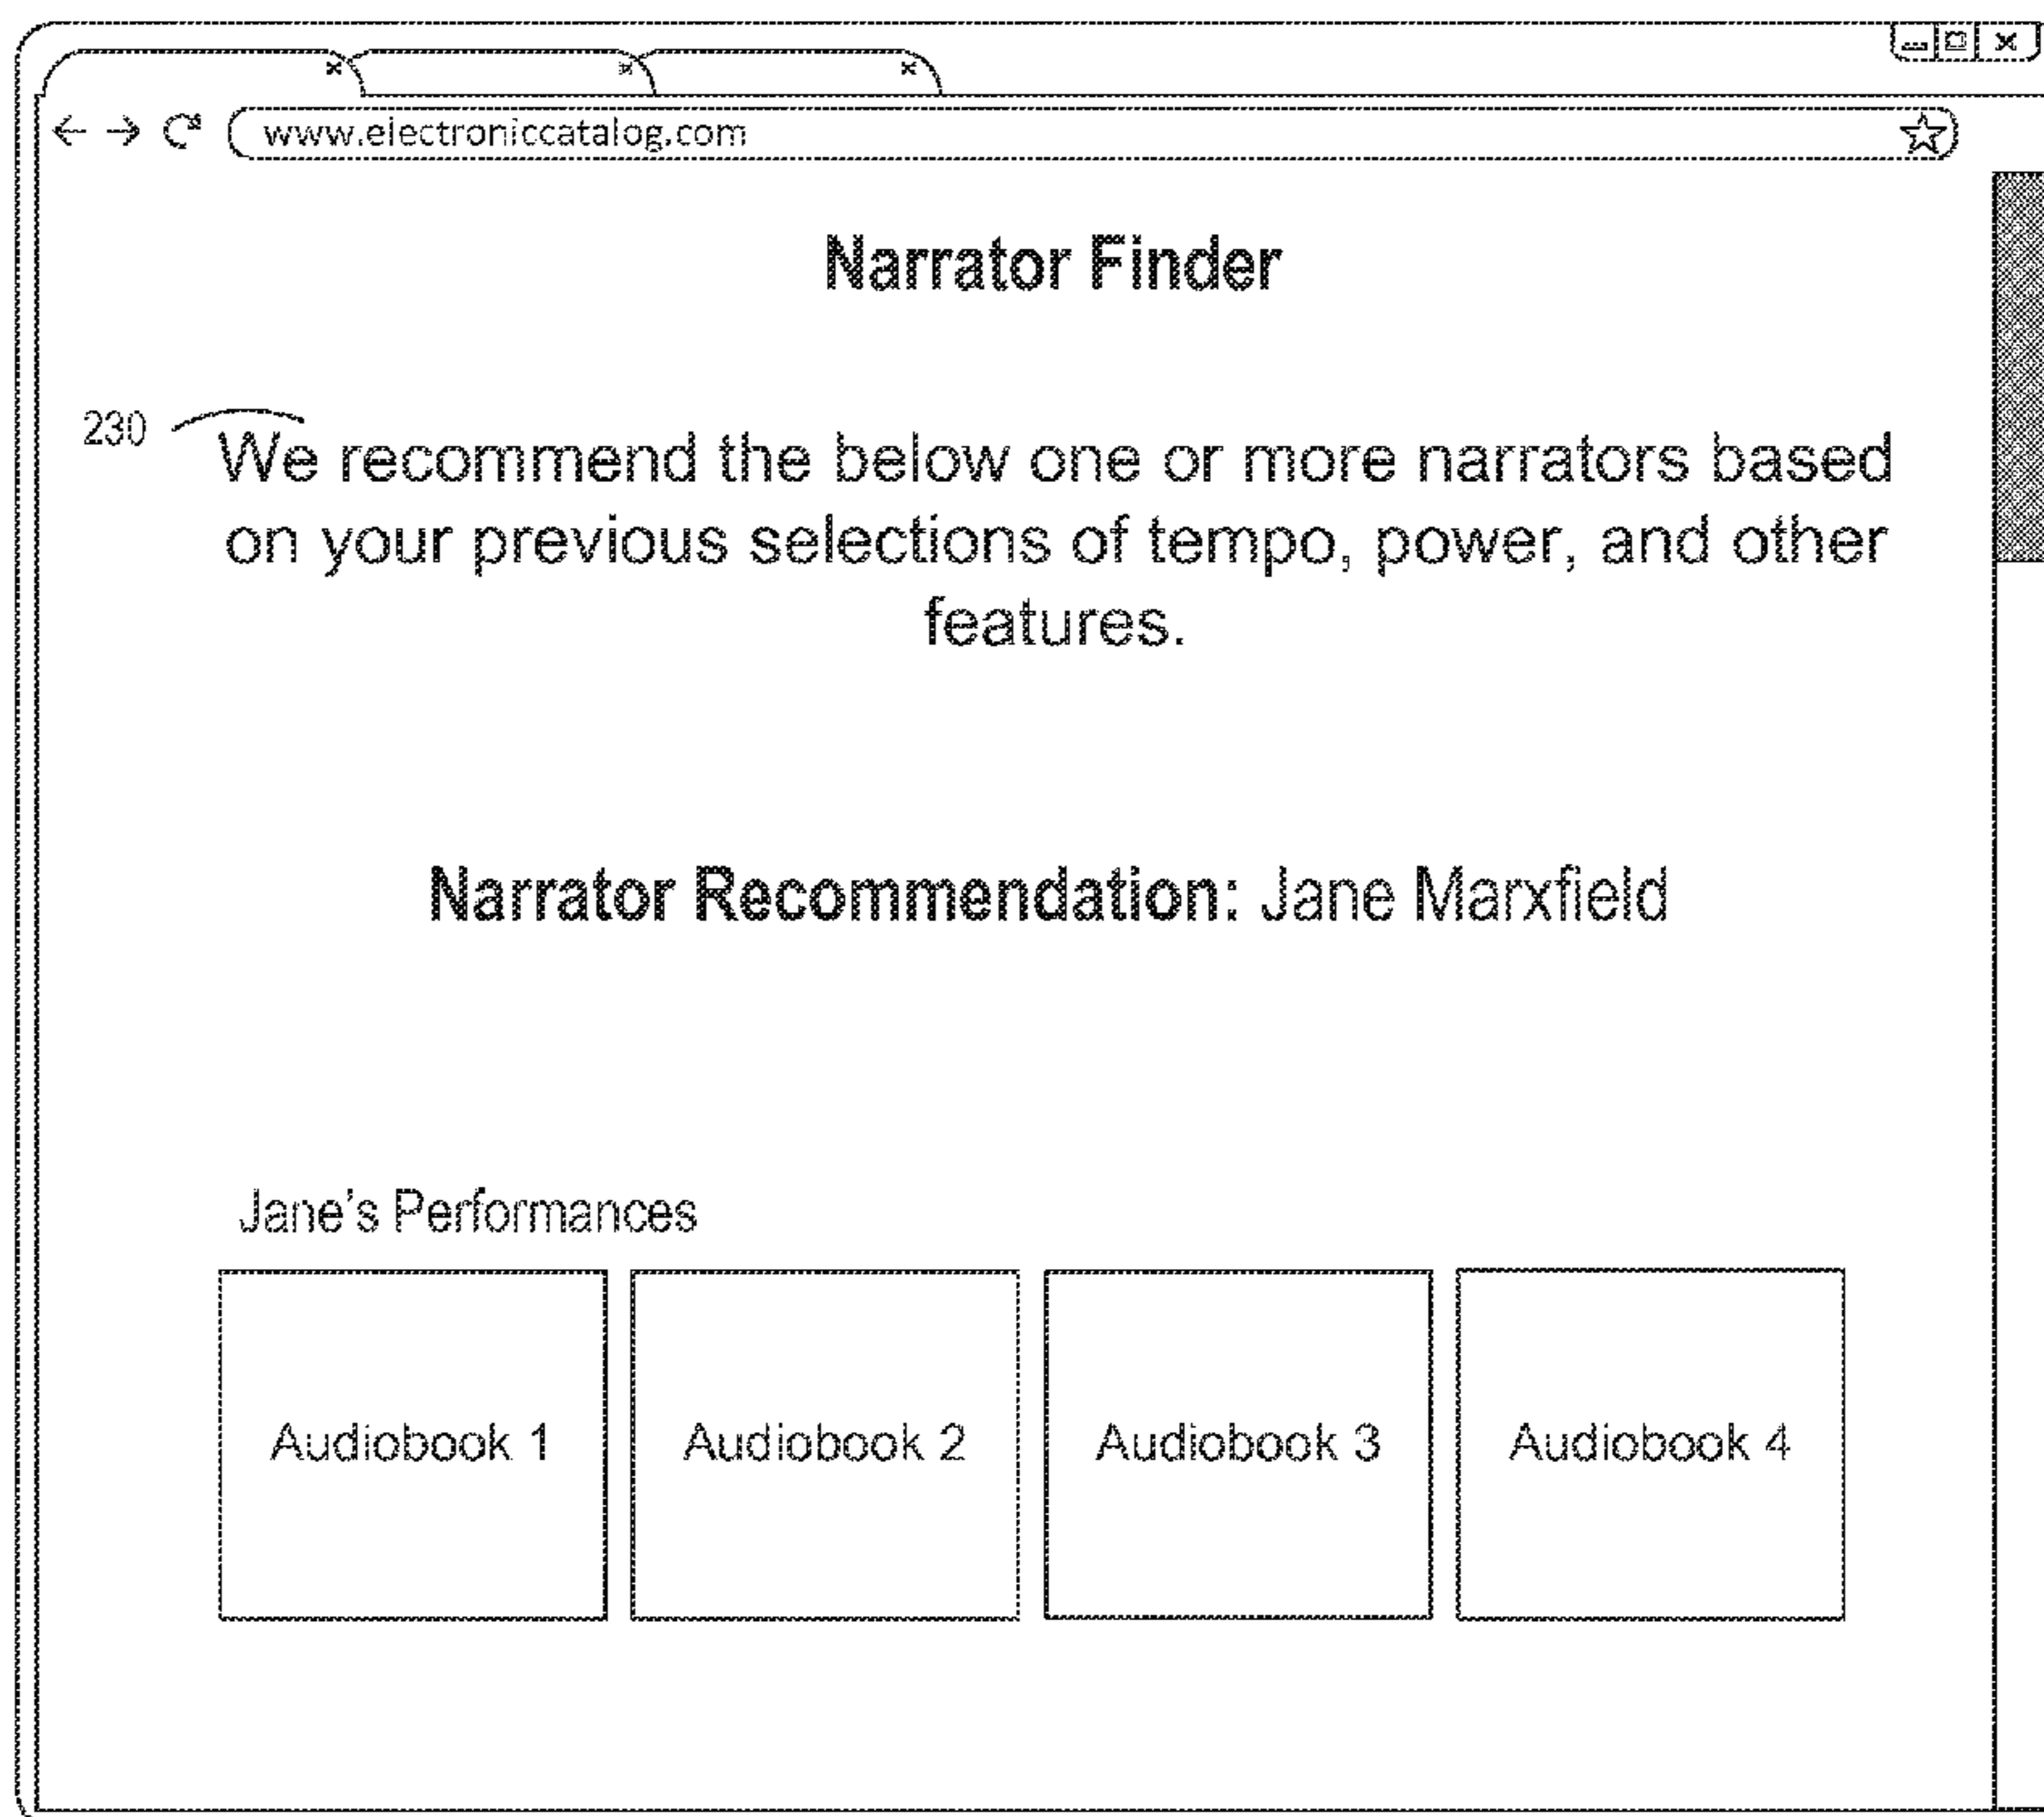 www.electroniccatalog.com
Narrator Finder
230
We recommend the below one or more narrators based
on your previous selections of tempo, power, and other
features.
Narrator Recommendation: Jane Marxfield
Jane's Performances
Audiobook 1
Audiobook 2
Audiobook 3
Audiobook 4